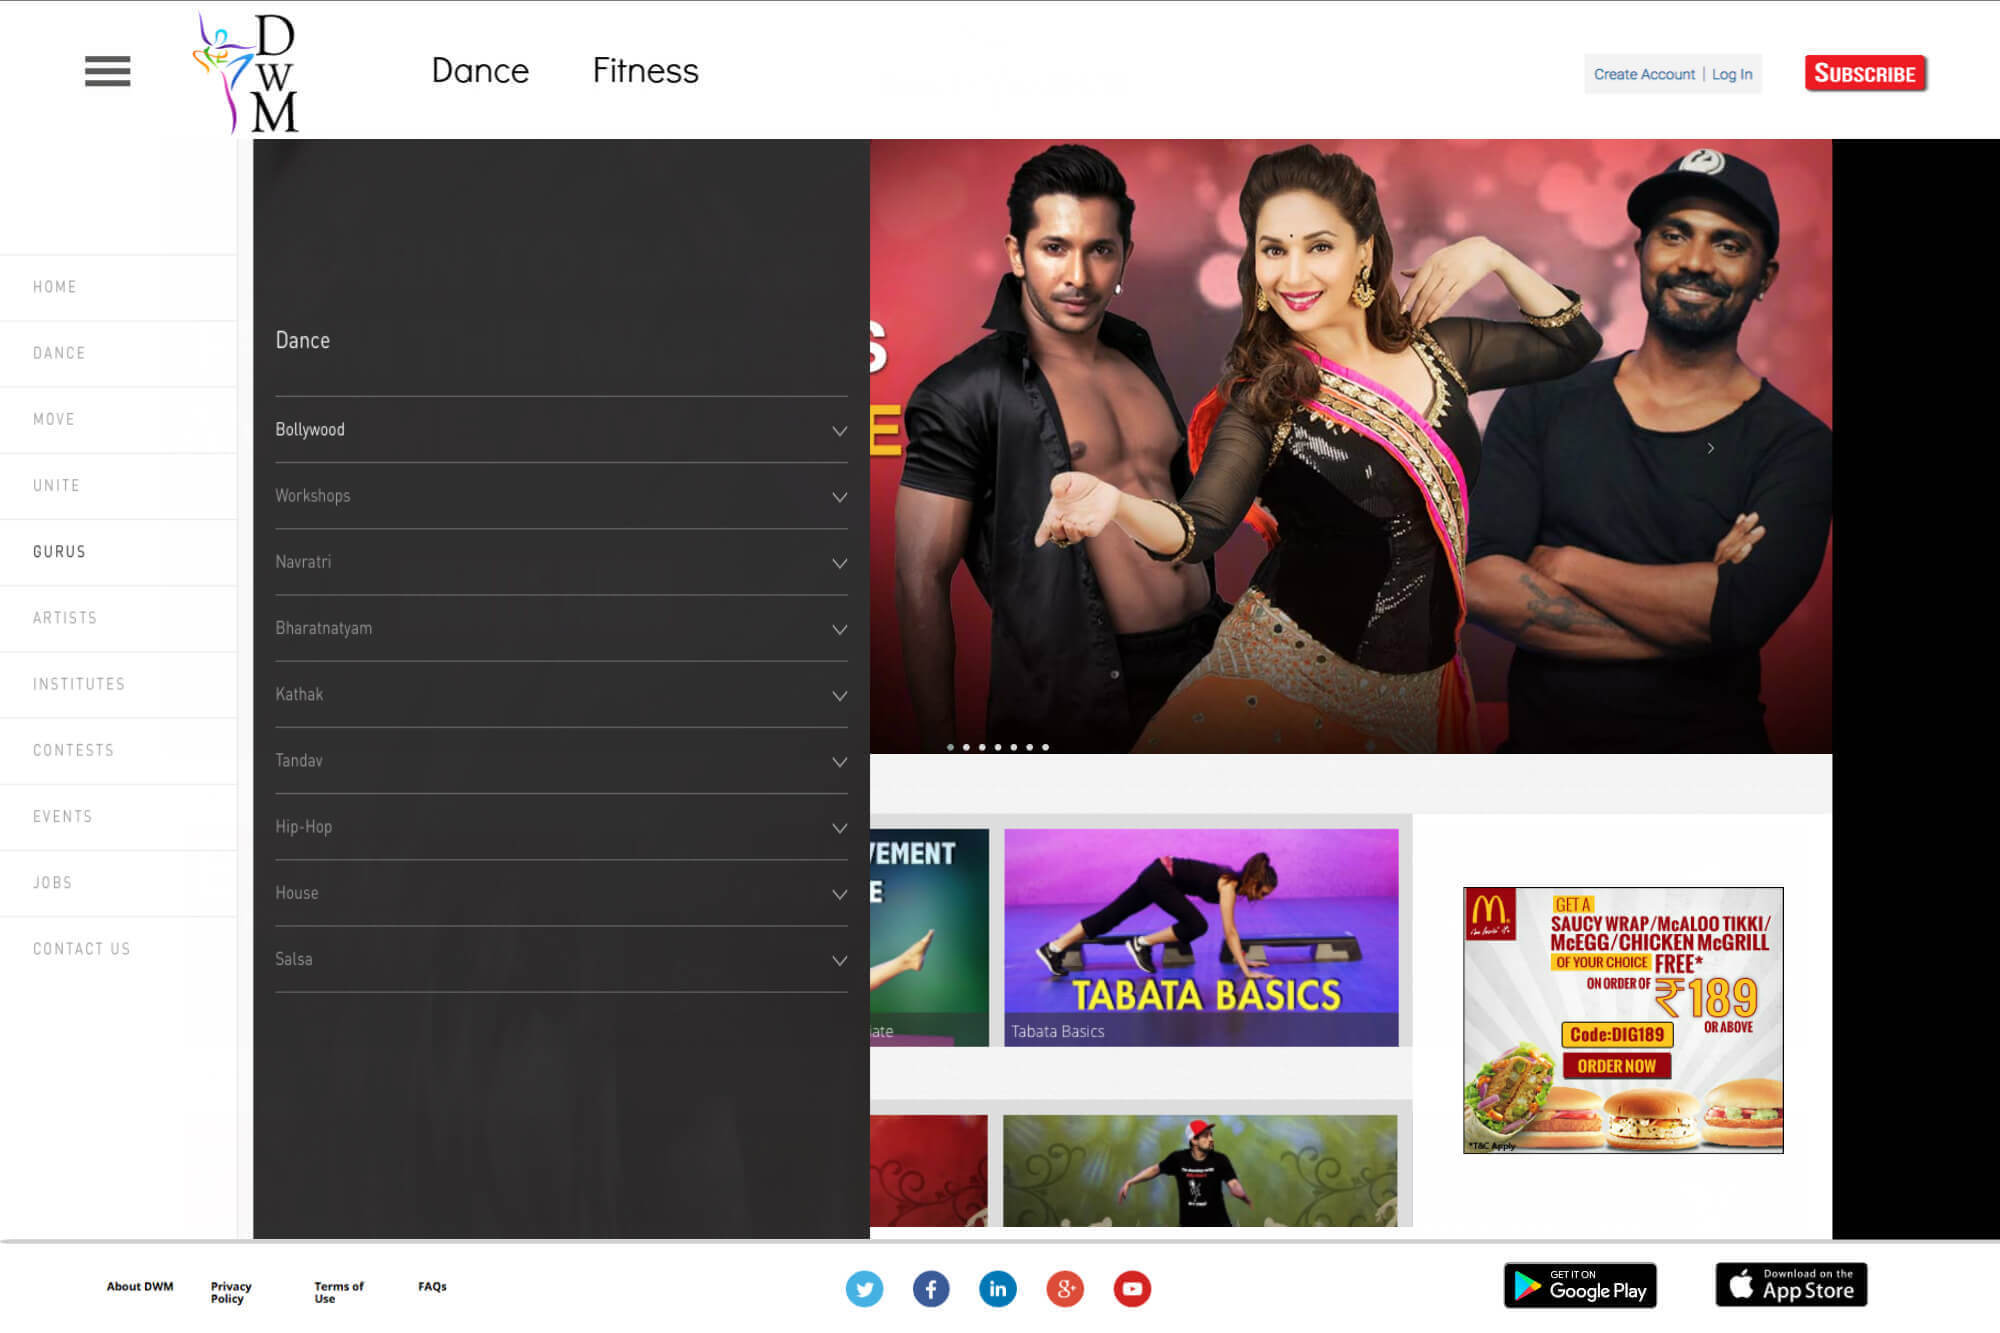 D
W
M
Dance
Fitness
Create Account | Log In
SUBSCRIBE
HOME
DANCE
MOVE
UNITE
GURUS
ARTISTS
INSTITUTES
CONTESTS
EVENTS
JOBS
CONTACT US
Dance
Bollywood
Workshops
Navratri
Bharatnatyam
Kathak
Tandav
Hip-Hop
House
Salsa
S
E
VEMENT
E
iate
TABATA BASICS
Tabata Basics
M
i'm lovin' it
GET A
SAUCY WRAP/McALOO TIKKI/
McEGG/CHICKEN McGRILL
OF YOUR CHOICE FREE*
ON ORDER OF ₹189
OR ABOVE
Code:DIG189
ORDER NOW
*T&C Apply
About DWM
Privacy
Policy
Terms of
Use
FAQs
f
in
g+
GET IT ON
Google Play
Download on the
App Store